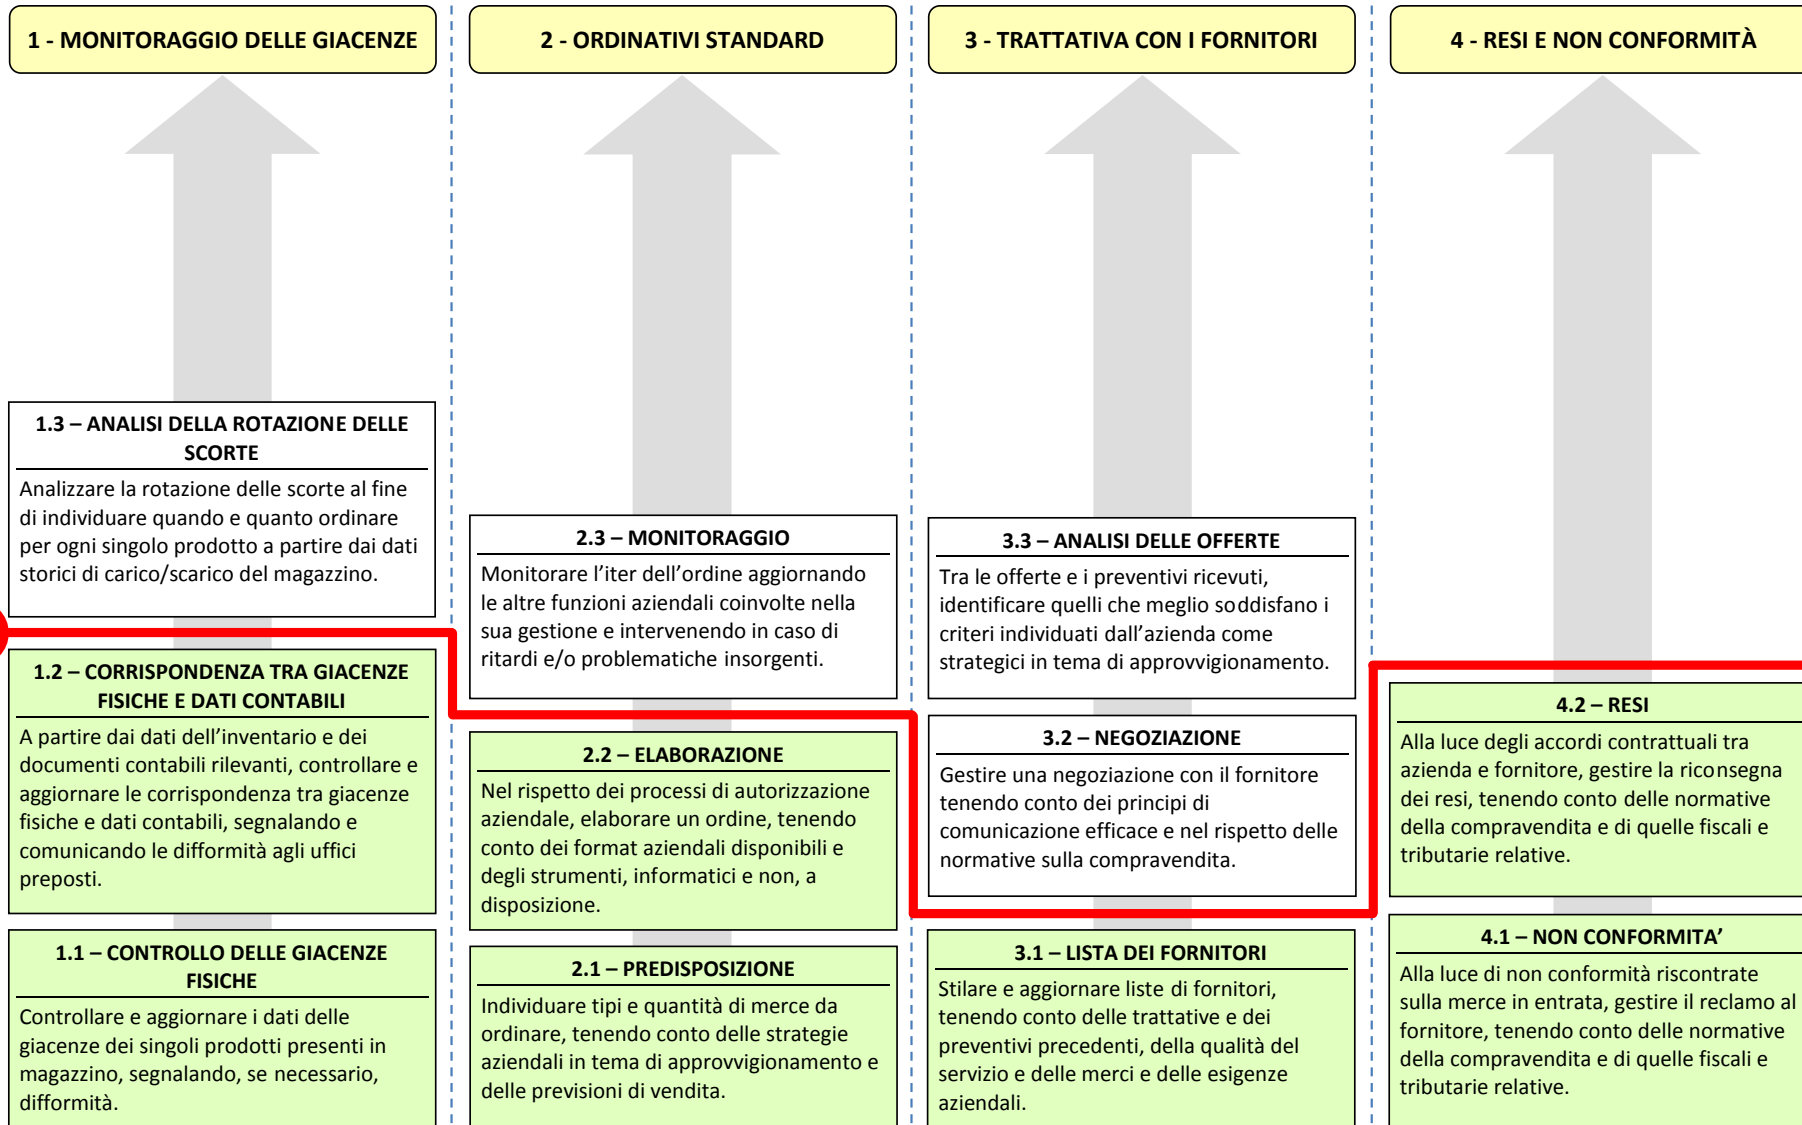 1 - MONITORAGGIO DELLE GIACENZE
1.3 – ANALISI DELLA ROTAZIONE DELLE
SCORTE
Analizzare la rotazione delle scorte al fine
di individuare quando e quanto ordinare
per ogni singolo prodotto a partire dai dati
storici di carico/scarico del magazzino.
1.2 – CORRISPONDENZA TRA GIACENZE
FISICHE E DATI CONTABILI
A partire dai dati dell’inventario e dei
documenti contabili rilevanti, controllare e
aggiornare le corrispondenza tra giacenze
fisiche e dati contabili, segnalando e
comunicando le difformità agli uffici
preposti.
1.1 – CONTROLLO DELLE GIACENZE
FISICHE
Controllare e aggiornare i dati delle
giacenze dei singoli prodotti presenti in
magazzino, segnalando, se necessario,
difformità.
2 - ORDINATIVI STANDARD
2.3 – MONITORAGGIO
Monitorare l’iter dell’ordine aggiornando
le altre funzioni aziendali coinvolte nella
sua gestione e intervenendo in caso di
ritardi e/o problematiche insorgenti.
2.2 – ELABORAZIONE
Nel rispetto dei processi di autorizzazione
aziendale, elaborare un ordine, tenendo
conto dei format aziendali disponibili e
degli strumenti, informatici e non, a
disposizione.
2.1 – PREDISPOSIZIONE
Individuare tipi e quantità di merce da
ordinare, tenendo conto delle strategie
aziendali in tema di approvvigionamento e
delle previsioni di vendita.
3 - TRATTATIVA CON I FORNITORI
3.3 – ANALISI DELLE OFFERTE
Tra le offerte e i preventivi ricevuti,
identificare quelli che meglio soddisfano i
criteri individuati dall’azienda come
strategici in tema di approvvigionamento.
3.2 – NEGOZIAZIONE
Gestire una negoziazione con il fornitore
tenendo conto dei principi di
comunicazione efficace e nel rispetto delle
normative sulla compravendita.
3.1 – LISTA DEI FORNITORI
Stilare e aggiornare liste di fornitori,
tenendo conto delle trattative e dei
preventivi precedenti, della qualità del
servizio e delle merci e delle esigenze
aziendali.
4 - RESI E NON CONFORMITÀ
4.2 – RESI
Alla luce degli accordi contrattuali tra
azienda e fornitore, gestire la riconsegna
dei resi, tenendo conto delle normative
della compravendita e di quelle fiscali e
tributarie relative.
4.1 – NON CONFORMITA’
Alla luce di non conformità riscontrate
sulla merce in entrata, gestire il reclamo al
fornitore, tenendo conto delle normative
della compravendita e di quelle fiscali e
tributarie relative.